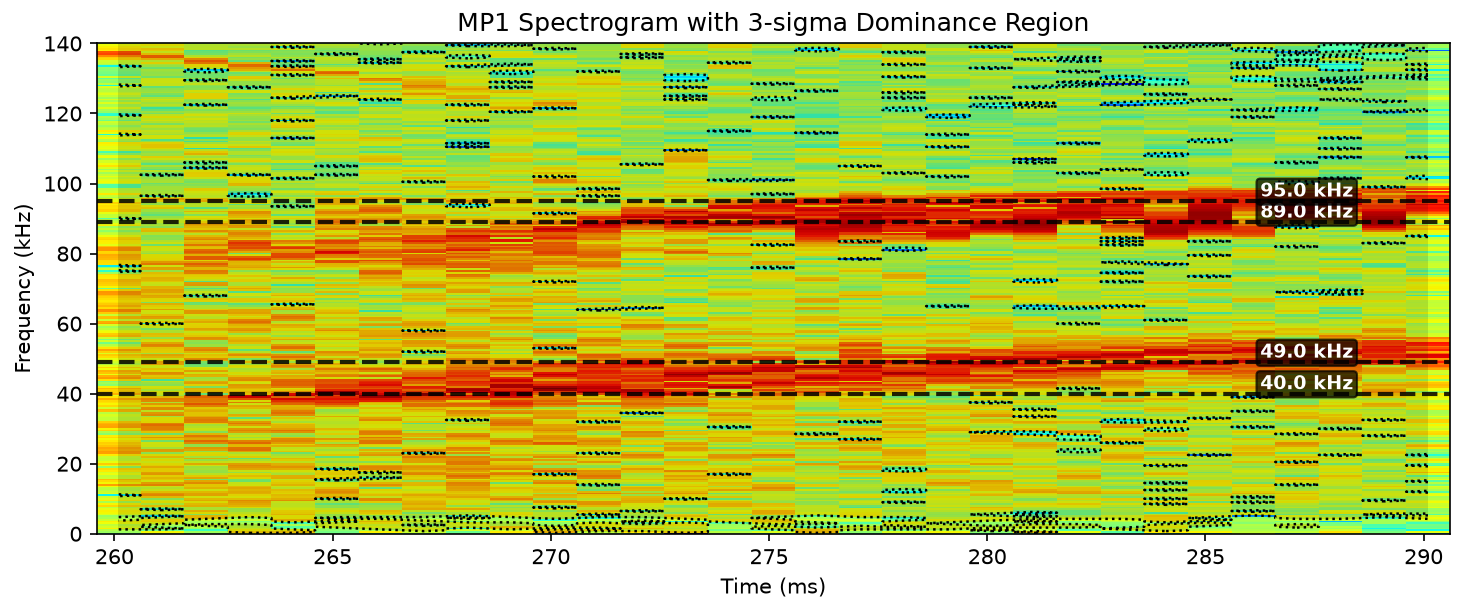 MP1 Spectrogram with 3-sigma Dominance Region
Frequency (kHz)
140
120
100
80
60
40
20
0
95.0 kHz
89.0 kHz
49.0 kHz
40.0 kHz
260
265
270
275
280
285
290
Time (ms)